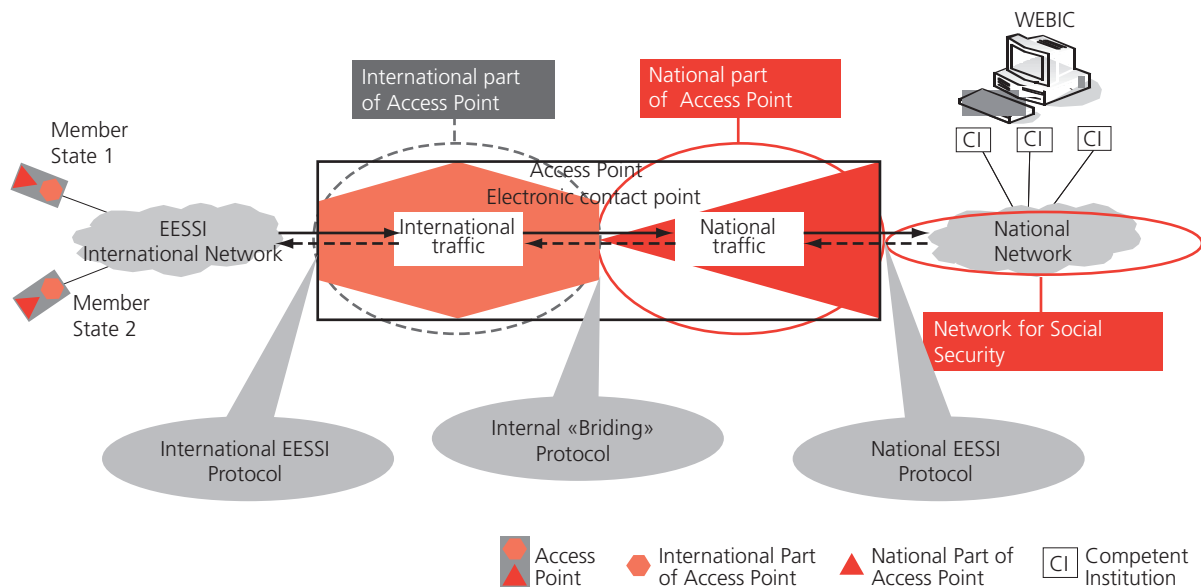 WEBIC
International part
of Access Point
National part
of  Access Point
Member
State 1
CI
CI
CI
Access Point
Electronic contact point
EESSI
International Network
International
traffic
National
traffic
National
Network
Member
State 2
Network for Social
Security
International EESSI
Protocol
Internal «Briding»
Protocol
National EESSI
Protocol
Access
Point
International Part
of Access Point
National Part of
Access Point
CI
Competent
Institution